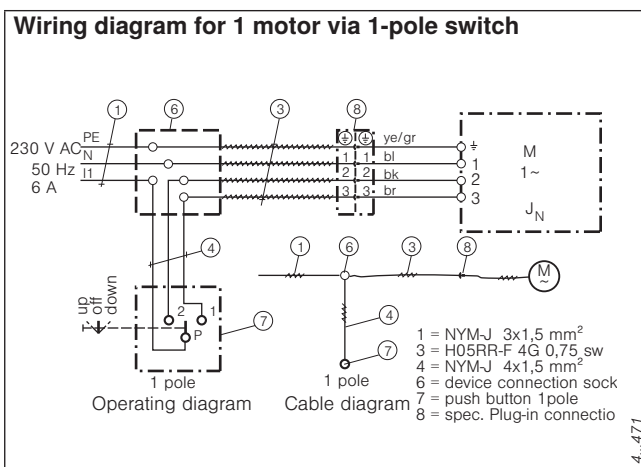 Wiring diagram for 1 motor via 1-pole switch
1 6 3 8
230 V AC PE ye/gr
50 Hz N 1 1 bl 1 M
6 A l1 2 2 bk 2 1~
3 3 br 3 JN
4
1 6 3 8 M ~
up off down
2 1
P
7
4
7
1 pole
Operating diagram
1 pole
Cable diagram
1 = NYM-J 3x1,5 mm²
3 = H05RR-F 4G 0,75 sw
4 = NYM-J 4x1,5 mm²
6 = device connection sock
7 = push button 1pole
8 = spec. Plug-in connectio
4...471